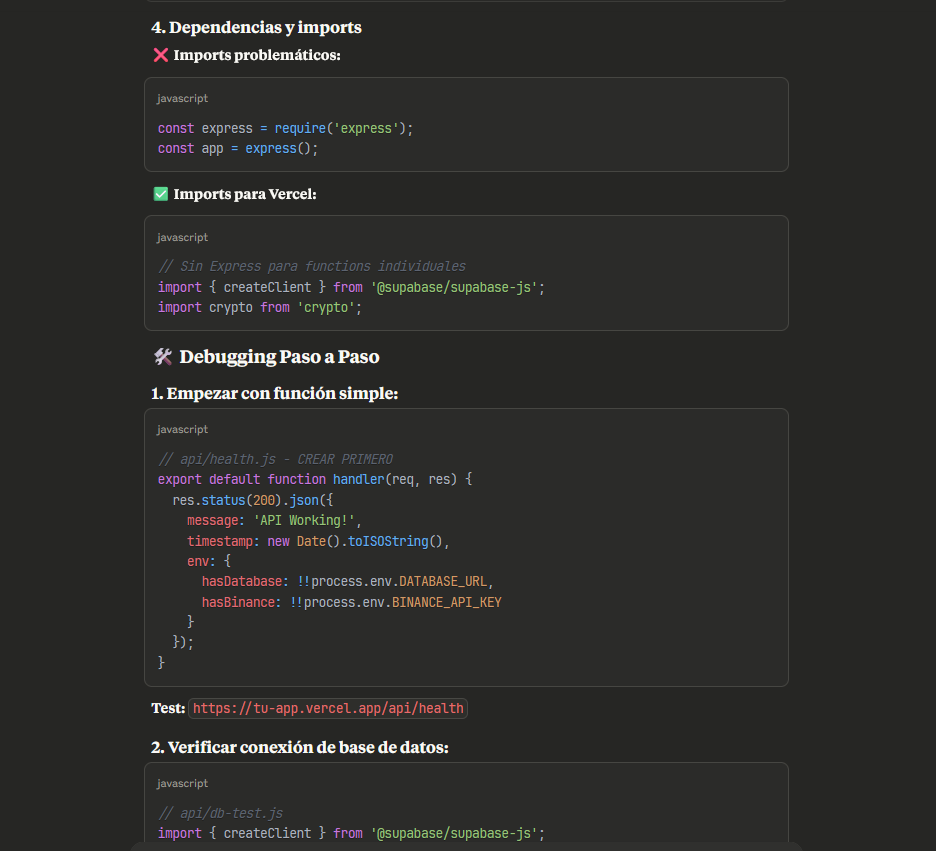 4. Dependencias y imports
❌ Imports problemáticos:
javascript
const express = require('express');
const app = express();
✅ Imports para Vercel:
javascript
// Sin Express para functions individuales
import { createClient } from '@supabase/supabase-js';
import crypto from 'crypto';
🛠️ Debugging Paso a Paso
1. Empezar con función simple:
javascript
// api/health.js - CREAR PRIMERO
export default function handler(req, res) {
  res.status(200).json({
    message: 'API Working!',
    timestamp: new Date().toISOString(),
    env: {
      hasDatabase: !!process.env.DATABASE_URL,
      hasBinance: !!process.env.BINANCE_API_KEY
    }
  });
}
Test: https://tu-app.vercel.app/api/health
2. Verificar conexión de base de datos:
javascript
// api/db-test.js
import { createClient } from '@supabase/supabase-js';